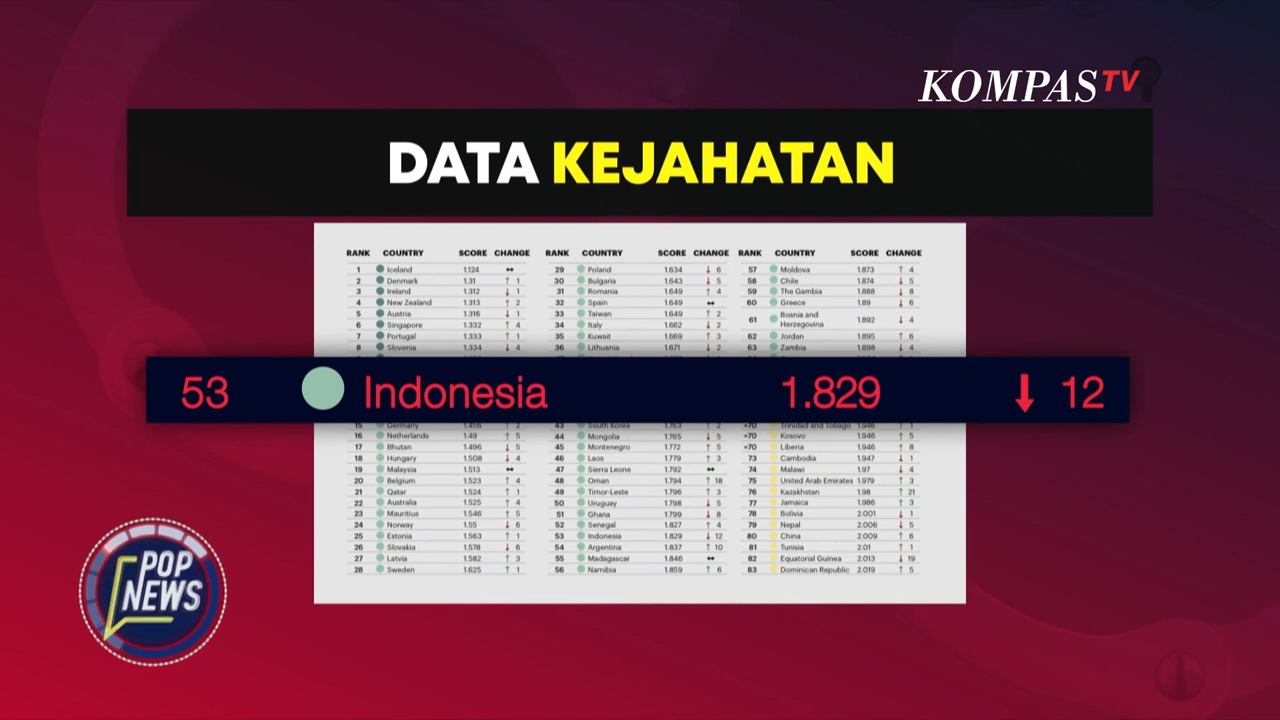 KOMPAS TV
DATA KEJAHATAN
RANK COUNTRY SCORE CHANGE
1 Iceland 1.124 ↔
2 Denmark 1.31 ↑ 1
3 Ireland 1.312 ↓ 1
4 New Zealand 1.313 ↑ 2
5 Austria 1.316 ↓ 1
6 Singapore 1.332 ↑ 4
7 Portugal 1.333 ↑ 1
8 Slovenia 1.334 ↓ 4
RANK COUNTRY SCORE CHANGE
29 Poland 1.634 ↓ 6
30 Bulgaria 1.643 ↓ 5
31 Romania 1.649 ↑ 4
32 Spain 1.649 ↔
33 Taiwan 1.649 ↑ 2
34 Italy 1.662 ↓ 2
35 Kuwait 1.669 ↑ 3
36 Lithuania 1.671 ↓ 2
RANK COUNTRY SCORE CHANGE
57 Moldova 1.873 ↑ 4
58 Chile 1.874 ↓ 5
59 The Gambia 1.888 ↓ 8
60 Greece 1.89 ↓ 6
61 Bosnia and Herzegovina 1.892 ↓ 4
62 Jordan 1.895 ↑ 6
63 Zambia 1.898 ↓ 4
53 Indonesia 1.829 ↓ 12
15 Germany 1.456 ↑ 2
16 Netherlands 1.49 ↑ 5
17 Bhutan 1.496 ↓ 5
18 Hungary 1.508 ↓ 4
19 Malaysia 1.513 ↔
20 Belgium 1.523 ↑ 4
21 Qatar 1.524 ↑ 1
22 Australia 1.525 ↑ 4
23 Mauritius 1.546 ↑ 5
24 Norway 1.55 ↓ 6
25 Estonia 1.563 ↑ 1
26 Slovakia 1.578 ↓ 6
27 Latvia 1.582 ↑ 3
28 Sweden 1.625 ↑ 1
43 South Korea 1.763 ↑ 2
44 Mongolia 1.765 ↓ 5
45 Montenegro 1.772 ↑ 5
46 Laos 1.779 ↑ 3
47 Sierra Leone 1.792 ↔
48 Oman 1.794 ↑ 18
49 Timor-Leste 1.796 ↑ 3
50 Uruguay 1.798 ↓ 5
51 Ghana 1.799 ↓ 8
52 Senegal 1.827 ↑ 4
53 Indonesia 1.829 ↓ 12
54 Argentina 1.837 ↑ 10
55 Madagascar 1.846 ↔
56 Namibia 1.859 ↑ 6
=70 Trinidad and Tobago 1.946 ↑ 1
=70 Kosovo 1.946 ↑ 5
=70 Liberia 1.946 ↑ 8
73 Cambodia 1.947 ↓ 1
74 Malawi 1.97 ↓ 4
75 United Arab Emirates 1.979 ↑ 3
76 Kazakhstan 1.98 ↑ 21
77 Jamaica 1.986 ↑ 3
78 Bolivia 2.001 ↓ 1
79 Nepal 2.006 ↓ 5
80 China 2.009 ↑ 6
81 Tunisia 2.01 ↑ 1
82 Equatorial Guinea 2.013 ↓ 19
83 Dominican Republic 2.019 ↑ 5
POP
NEWS